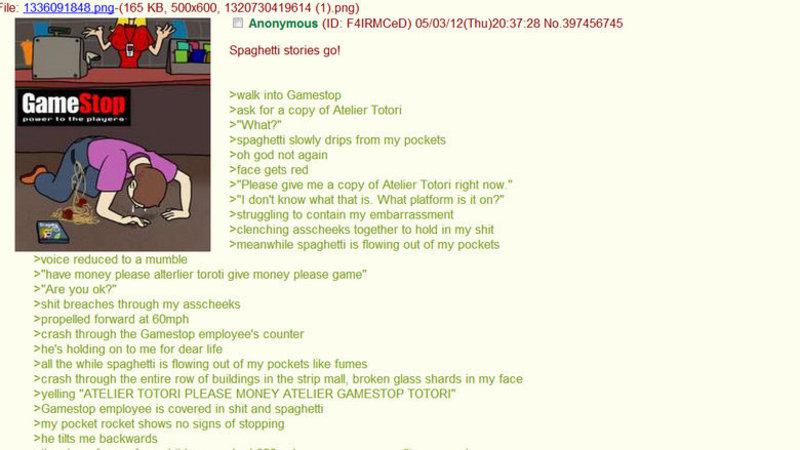 File: 1336091848.png-(165 KB, 500x600, 1320730419614 (1).png)
Anonymous (ID: F4IRMCeD) 05/03/12(Thu)20:37:28 No.397456745
Spaghetti stories go!
GameStop
power to the players
>walk into Gamestop
>ask for a copy of Atelier Totori
>"What?"
>spaghetti slowly drips from my pockets
>oh god not again
>face gets red
>"Please give me a copy of Atelier Totori right now."
>"I don't know what that is. What platform is it on?"
>struggling to contain my embarrassment
>clenching asscheeks together to hold in my shit
>meanwhile spaghetti is flowing out of my pockets
>voice reduced to a mumble
>"have money please alterlier toroti give money please game"
>"Are you ok?"
>shit breaches through my asscheeks
>propelled forward at 60mph
>crash through the Gamestop employee's counter
>he's holding on to me for dear life
>all the while spaghetti is flowing out of my pockets like fumes
>crash through the entire row of buildings in the strip mall, broken glass shards in my face
>yelling "ATELIER TOTORI PLEASE MONEY ATELIER GAMESTOP TOTORI"
>Gamestop employee is covered in shit and spaghetti
>my pocket rocket shows no signs of stopping
>he tilts me backwards